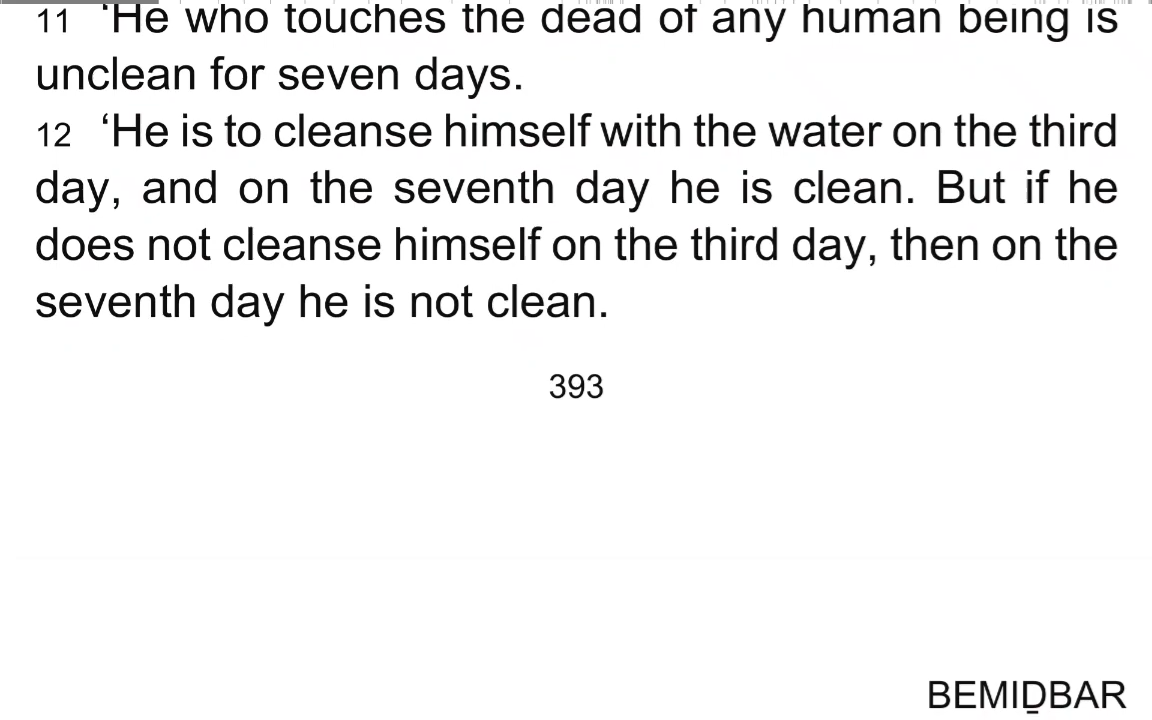 11 ‘He who touches the dead of any human being is
unclean for seven days.
12 ‘He is to cleanse himself with the water on the third
day, and on the seventh day he is clean. But if he
does not cleanse himself on the third day, then on the
seventh day he is not clean.
393
BEMIḎBAR